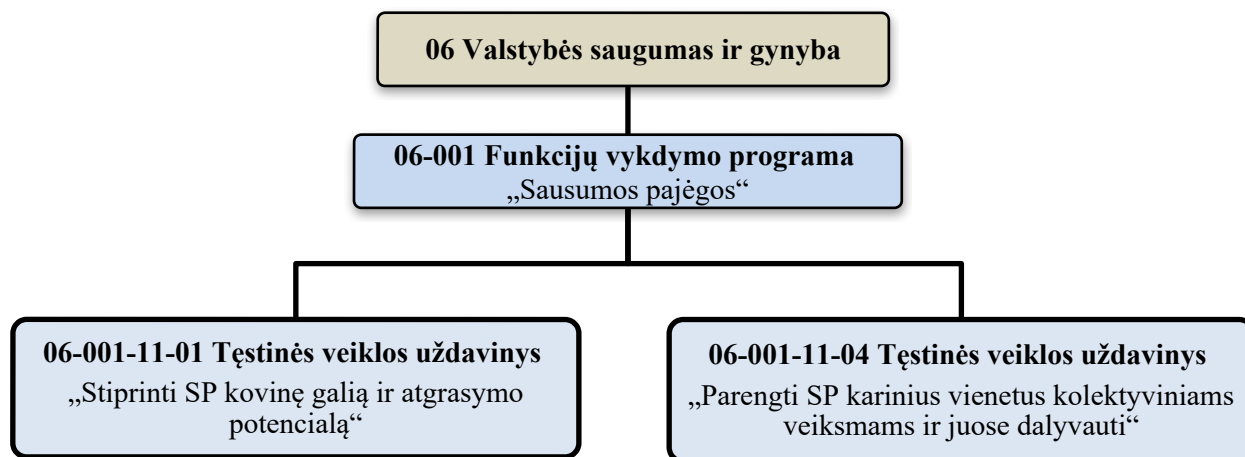 06 Valstybės saugumas ir gynyba
06-001 Funkcijų vykdymo programa
„Sausumos pajėgos“
06-001-11-01 Tęstinės veiklos uždavinys
„Stiprinti SP kovinę galią ir atgrasymo
potencialą“
06-001-11-04 Tęstinės veiklos uždavinys
„Parengti SP karinius vienetus kolektyviniams
veiksmams ir juose dalyvauti“